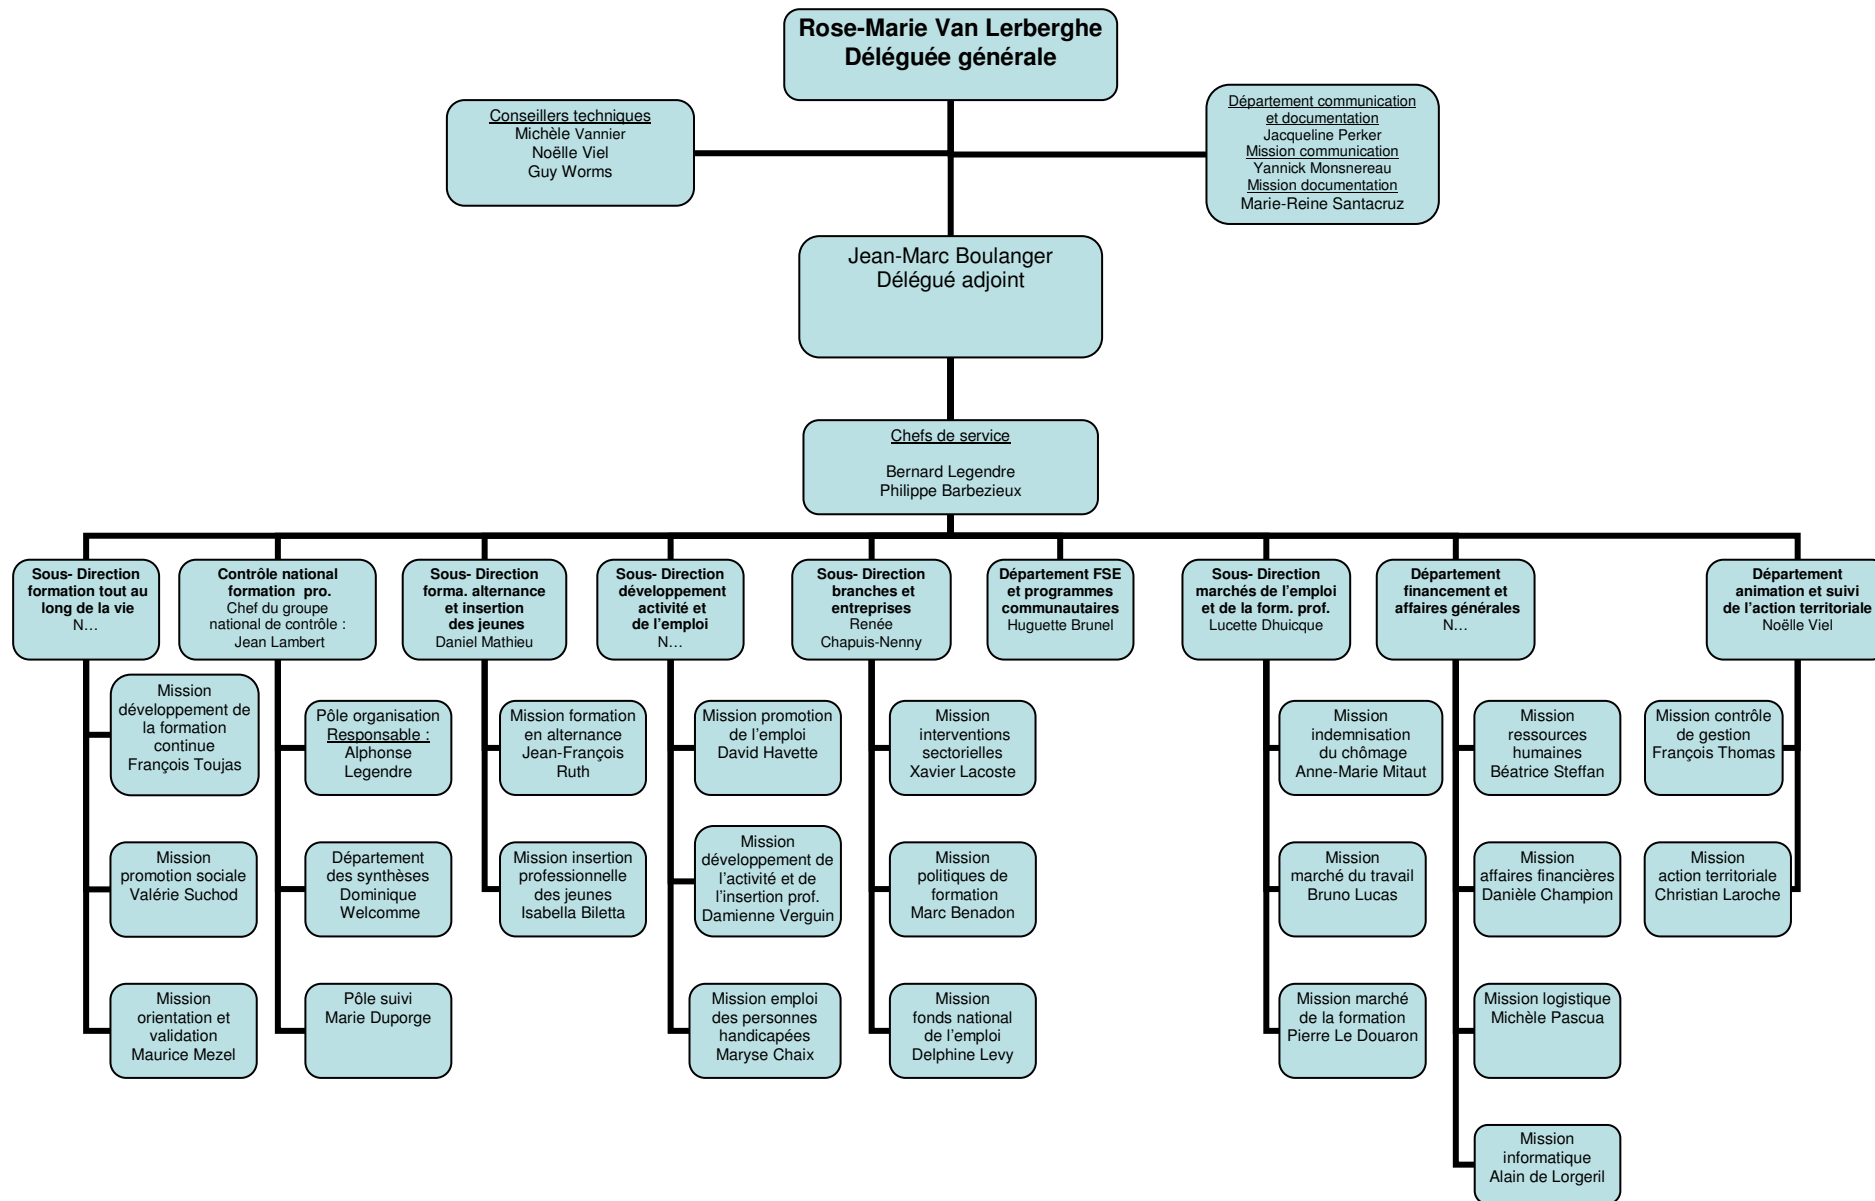 Rose-Marie Van Lerberghe
Déléguée générale
Conseillers techniques
Michèle Vannier
Noëlle Viel
Guy Worms
Département communication
et documentation
Jacqueline Perker
Mission communication
Yannick Monsnereau
Mission documentation
Marie-Reine Santacruz
Jean-Marc Boulanger
Délégué adjoint
Chefs de service
Bernard Legendre
Philippe Barbezieux
Sous- Direction
formation tout au
long de la vie
N…
Contrôle national
formation  pro.
Chef du groupe
national de contrôle :
Jean Lambert
Sous- Direction
forma. alternance
et insertion
des jeunes
Daniel Mathieu
Sous- Direction
développement
activité et
de l’emploi
N…
Sous- Direction
branches et
entreprises
Renée
Chapuis-Nenny
Département FSE
et programmes
communautaires
Huguette Brunel
Sous- Direction
marchés de l’emploi
et de la form. prof.
Lucette Dhuicque
Département
financement et
affaires générales
N…
Département
animation et suivi
de l’action territoriale
Noëlle Viel
Mission
développement de
la formation
continue
François Toujas
Mission
promotion sociale
Valérie Suchod
Mission
orientation et
validation
Maurice Mezel
Pôle organisation
Responsable :
Alphonse
Legendre
Département
des synthèses
Dominique
Welcomme
Pôle suivi
Marie Duporge
Mission formation
en alternance
Jean-François
Ruth
Mission insertion
professionnelle
des jeunes
Isabella Biletta
Mission promotion
de l’emploi
David Havette
Mission
développement de
l’activité et de
l’insertion prof.
Damienne Verguin
Mission emploi
des personnes
handicapées
Maryse Chaix
Mission
interventions
sectorielles
Xavier Lacoste
Mission
politiques de
formation
Marc Benadon
Mission
fonds national
de l’emploi
Delphine Levy
Mission
indemnisation
du chômage
Anne-Marie Mitaut
Mission
marché du travail
Bruno Lucas
Mission marché
de la formation
Pierre Le Douaron
Mission
ressources
humaines
Béatrice Steffan
Mission
affaires financières
Danièle Champion
Mission logistique
Michèle Pascua
Mission
informatique
Alain de Lorgeril
Mission contrôle
de gestion
François Thomas
Mission
action territoriale
Christian Laroche